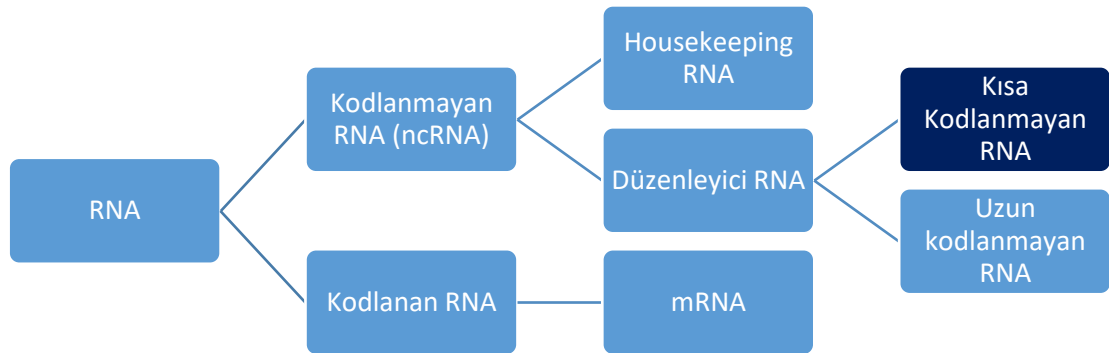 RNA
Kodlanmayan
RNA (ncRNA)
Housekeeping
RNA
Düzenleyici RNA
Kısa
Kodlanmayan
RNA
Uzun
kodlanmayan
RNA
Kodlanan RNA
mRNA